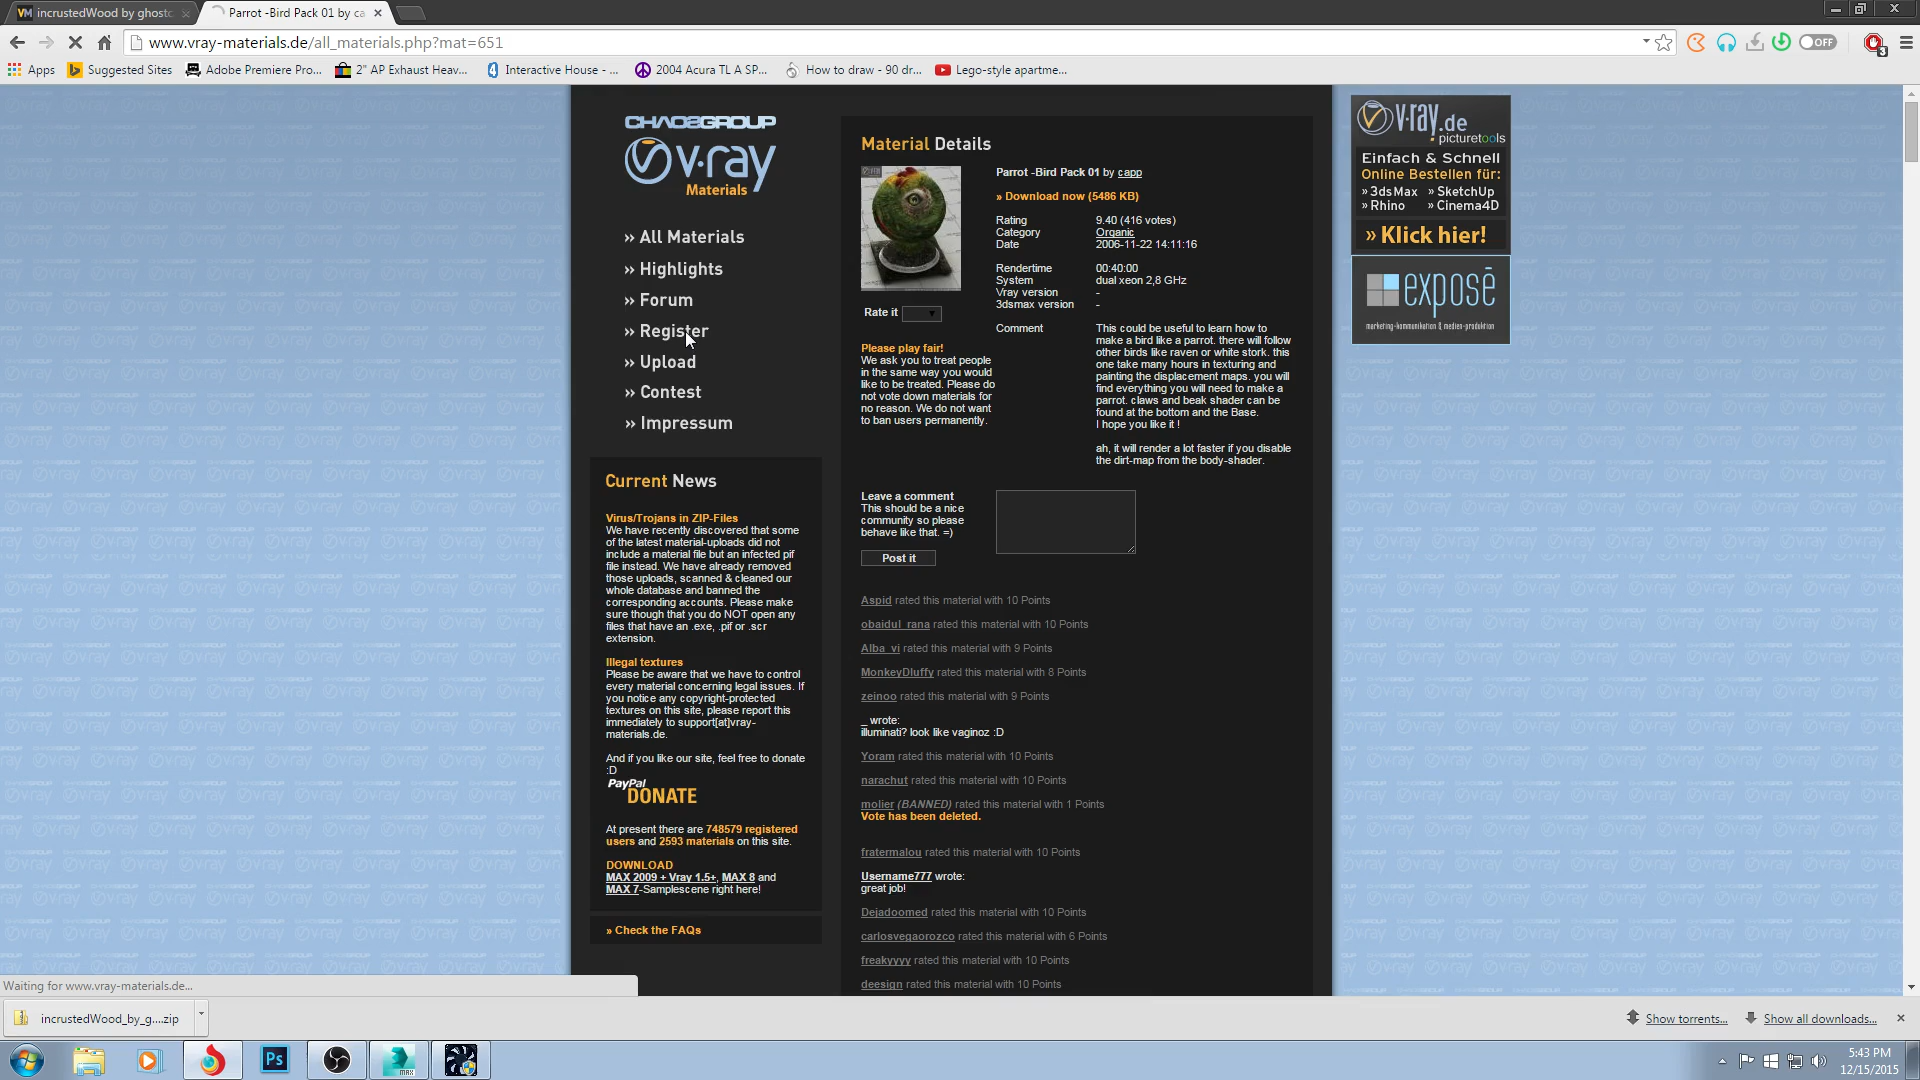 incrustedWood by ghost
Parrot -Bird Pack 01 by ca
www.vray-materials.de/all_materials.php?mat=651
OFF
3
Apps
Suggested Sites
Adobe Premiere Pro...
2" AP Exhaust Heav...
Interactive House - ...
2004 Acura TL A SP...
How to draw - 90 dr...
Lego-style apartme...
CHAOSGROUP
v·ray
Materials
» All Materials
» Highlights
» Forum
» Register
» Upload
» Contest
» Impressum
Current News
Virus/Trojans in ZIP-Files
We have recently discovered that some
of the latest material-uploads did not
include a material file but an infected pif
file instead. We have already removed
those uploads, scanned & cleaned our
whole database and banned the
corresponding accounts. Please make
sure though that you do NOT open any
files that have an .exe, .pif or .scr
extension.
Illegal textures
Please be aware that we have to control
every material concerning legal issues. If
you notice any copyright-protected
textures on this site, please report this
immediately to support[at]vray-
materials.de.
And if you like our site, feel free to donate
:D
PayPal
DONATE
At present there are 748579 registered
users and 2593 materials on this site.
DOWNLOAD
MAX 2009 + Vray 1.5+, MAX 8 and
MAX 7-Samplescene right here!
» Check the FAQs
Material Details
Parrot -Bird Pack 01 by capp
» Download now (5486 KB)
Rating 9.40 (416 votes)
Category Organic
Date 2006-11-22 14:11:16
Rendertime 00:40:00
System dual xeon 2,8 GHz
Vray version -
3dsmax version -
Rate it
Please play fair!
We ask you to treat people
in the same way you would
like to be treated. Please do
not vote down materials for
no reason. We do not want
to ban users permanently.
Comment
This could be useful to learn how to
make a bird like a parrot. there will follow
other birds like raven or white stork. this
one take many hours in texturing and
painting the displacement maps. you will
find everything you will need to make a
parrot. claws and beak shader can be
found at the bottom and the Base.
I hope you like it !
ah, it will render a lot faster if you disable
the dirt-map from the body-shader.
Leave a comment
This should be a nice
community so please
behave like that. =)
Post it
Aspid rated this material with 10 Points
obaidul_rana rated this material with 10 Points
Alba_vi rated this material with 9 Points
MonkeyDluffy rated this material with 8 Points
zeinoo rated this material with 9 Points
_ wrote:
illuminati? look like vaginoz :D
Yoram rated this material with 10 Points
narachut rated this material with 10 Points
molier (BANNED) rated this material with 1 Points
Vote has been deleted.
fratermalou rated this material with 10 Points
Username777 wrote:
great job!
Dejadoomed rated this material with 10 Points
carlosvegaorozco rated this material with 6 Points
freakyyyy rated this material with 10 Points
deesign rated this material with 10 Points
v·ray.de
picturetools
Einfach & Schnell
Online Bestellen für:
» 3dsMax » SketchUp
» Rhino » Cinema4D
» Klick hier!
exposē
marketing-kommunikation & medien-produktion
Waiting for www.vray-materials.de...
incrustedWood_by_g....zip
Show torrents...
Show all downloads...
Ps
MAX
5:43 PM
12/15/2015